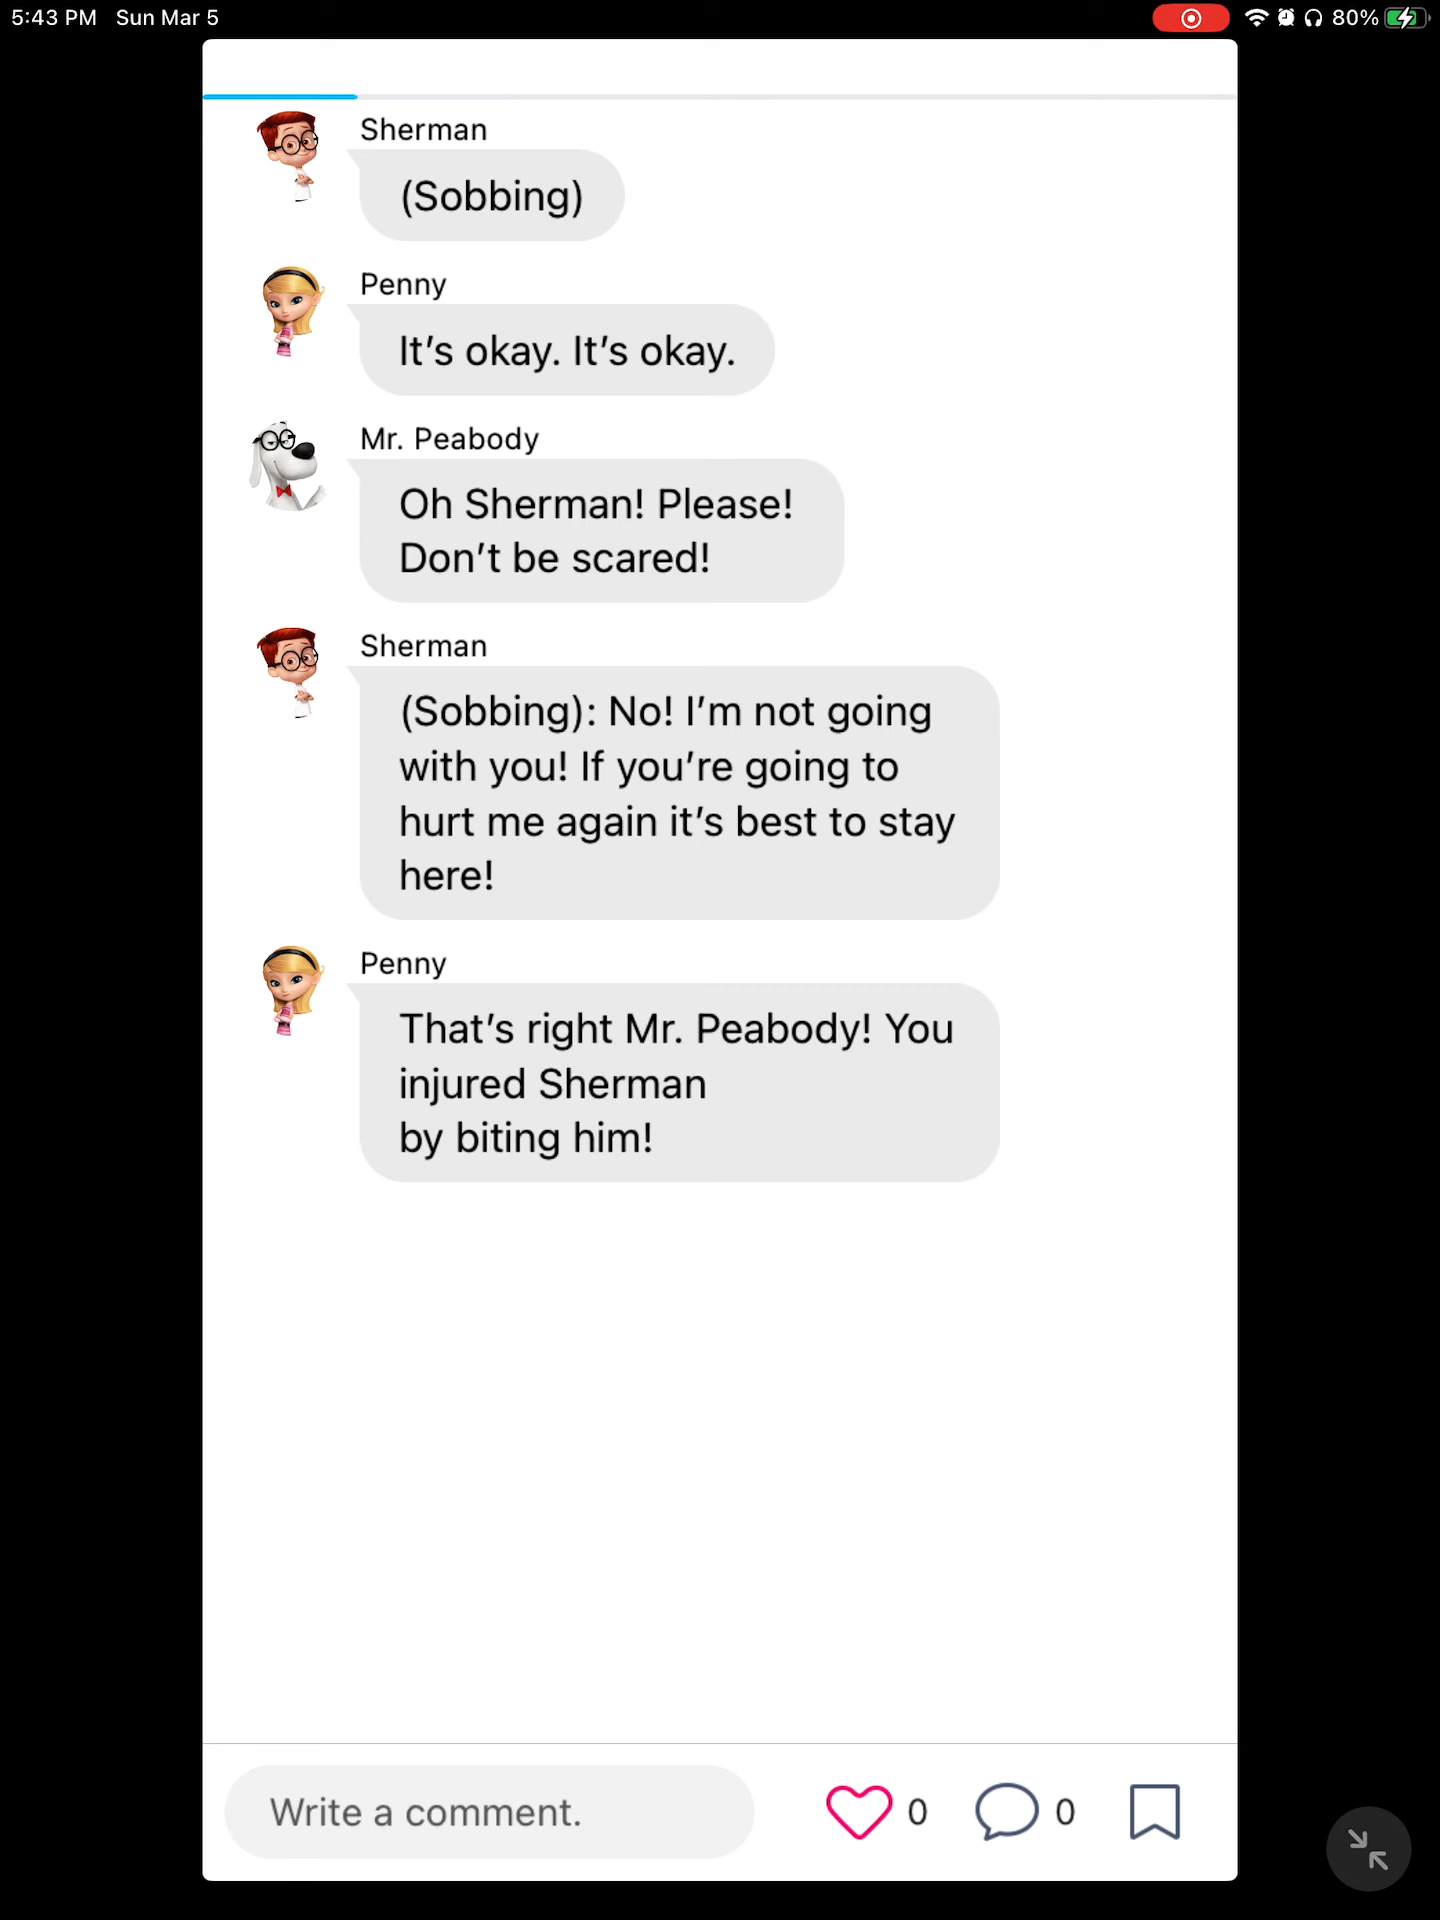 5:43 PM Sun Mar 5
80%
Sherman
(Sobbing)
Penny
It’s okay. It’s okay.
Mr. Peabody
Oh Sherman! Please!
Don’t be scared!
Sherman
(Sobbing): No! I’m not going
with you! If you’re going to
hurt me again it’s best to stay
here!
Penny
That’s right Mr. Peabody! You
injured Sherman
by biting him!
Write a comment.
0
0